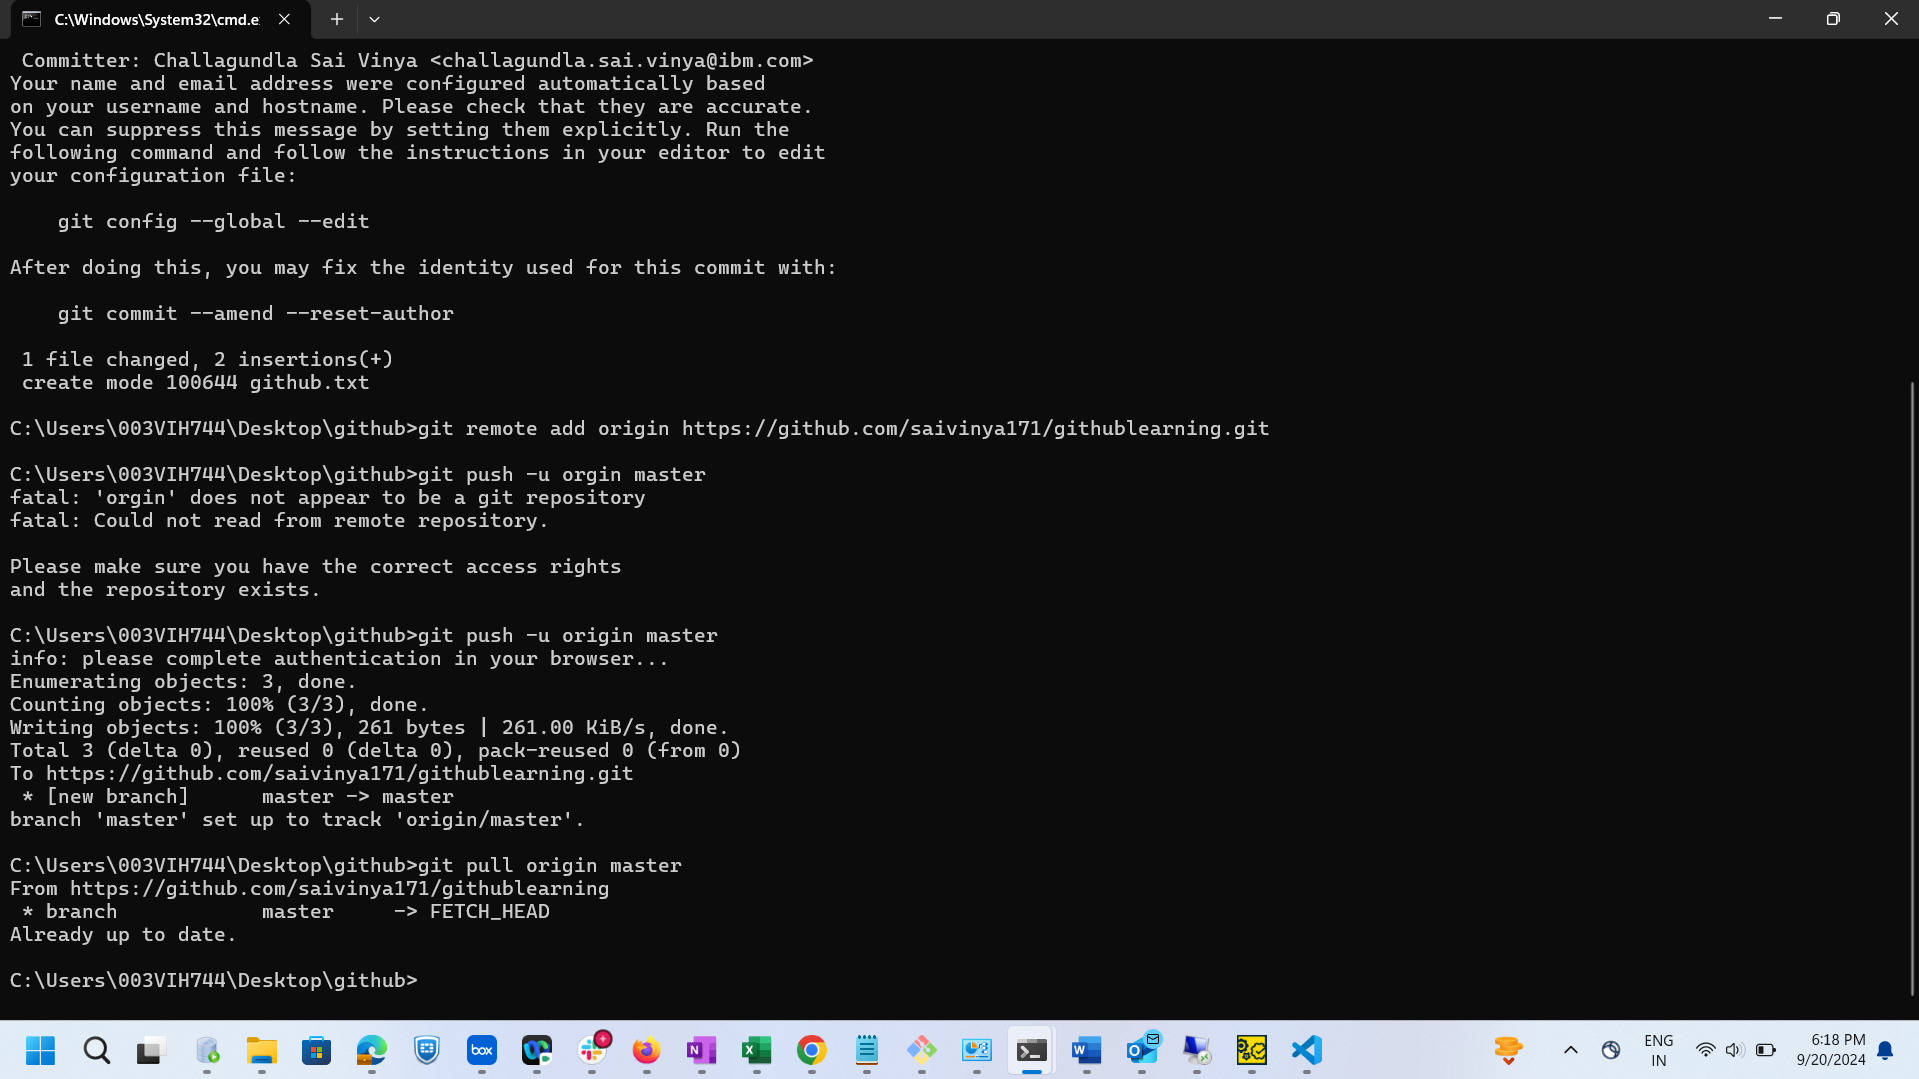 C:\Windows\System32\cmd.e
Committer: Challagundla Sai Vinya <challagundla.sai.vinya@ibm.com>
Your name and email address were configured automatically based
on your username and hostname. Please check that they are accurate.
You can suppress this message by setting them explicitly. Run the
following command and follow the instructions in your editor to edit
your configuration file:
git config --global --edit
After doing this, you may fix the identity used for this commit with:
git commit --amend --reset-author
1 file changed, 2 insertions(+)
create mode 100644 github.txt
C:\Users\003VIH744\Desktop\github>git remote add origin https://github.com/saivinya171/githublearning.git
C:\Users\003VIH744\Desktop\github>git push -u orgin master
fatal: 'orgin' does not appear to be a git repository
fatal: Could not read from remote repository.
Please make sure you have the correct access rights
and the repository exists.
C:\Users\003VIH744\Desktop\github>git push -u origin master
info: please complete authentication in your browser...
Enumerating objects: 3, done.
Counting objects: 100% (3/3), done.
Writing objects: 100% (3/3), 261 bytes | 261.00 KiB/s, done.
Total 3 (delta 0), reused 0 (delta 0), pack-reused 0 (from 0)
To https://github.com/saivinya171/githublearning.git
* [new branch]      master -> master
branch 'master' set up to track 'origin/master'.
C:\Users\003VIH744\Desktop\github>git pull origin master
From https://github.com/saivinya171/githublearning
* branch            master     -> FETCH_HEAD
Already up to date.
C:\Users\003VIH744\Desktop\github>
box
N
X
W
O
ENG
IN
6:18 PM
9/20/2024